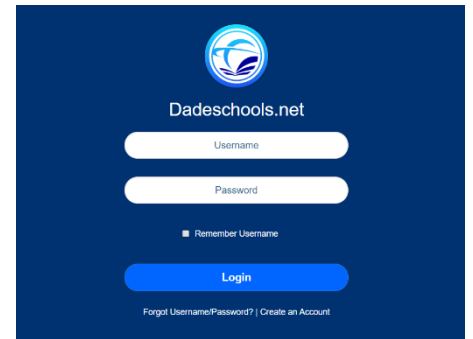 Dadeschools.net
Username
Password
Remember Username
Login
Forgot Username/Password? | Create an Account